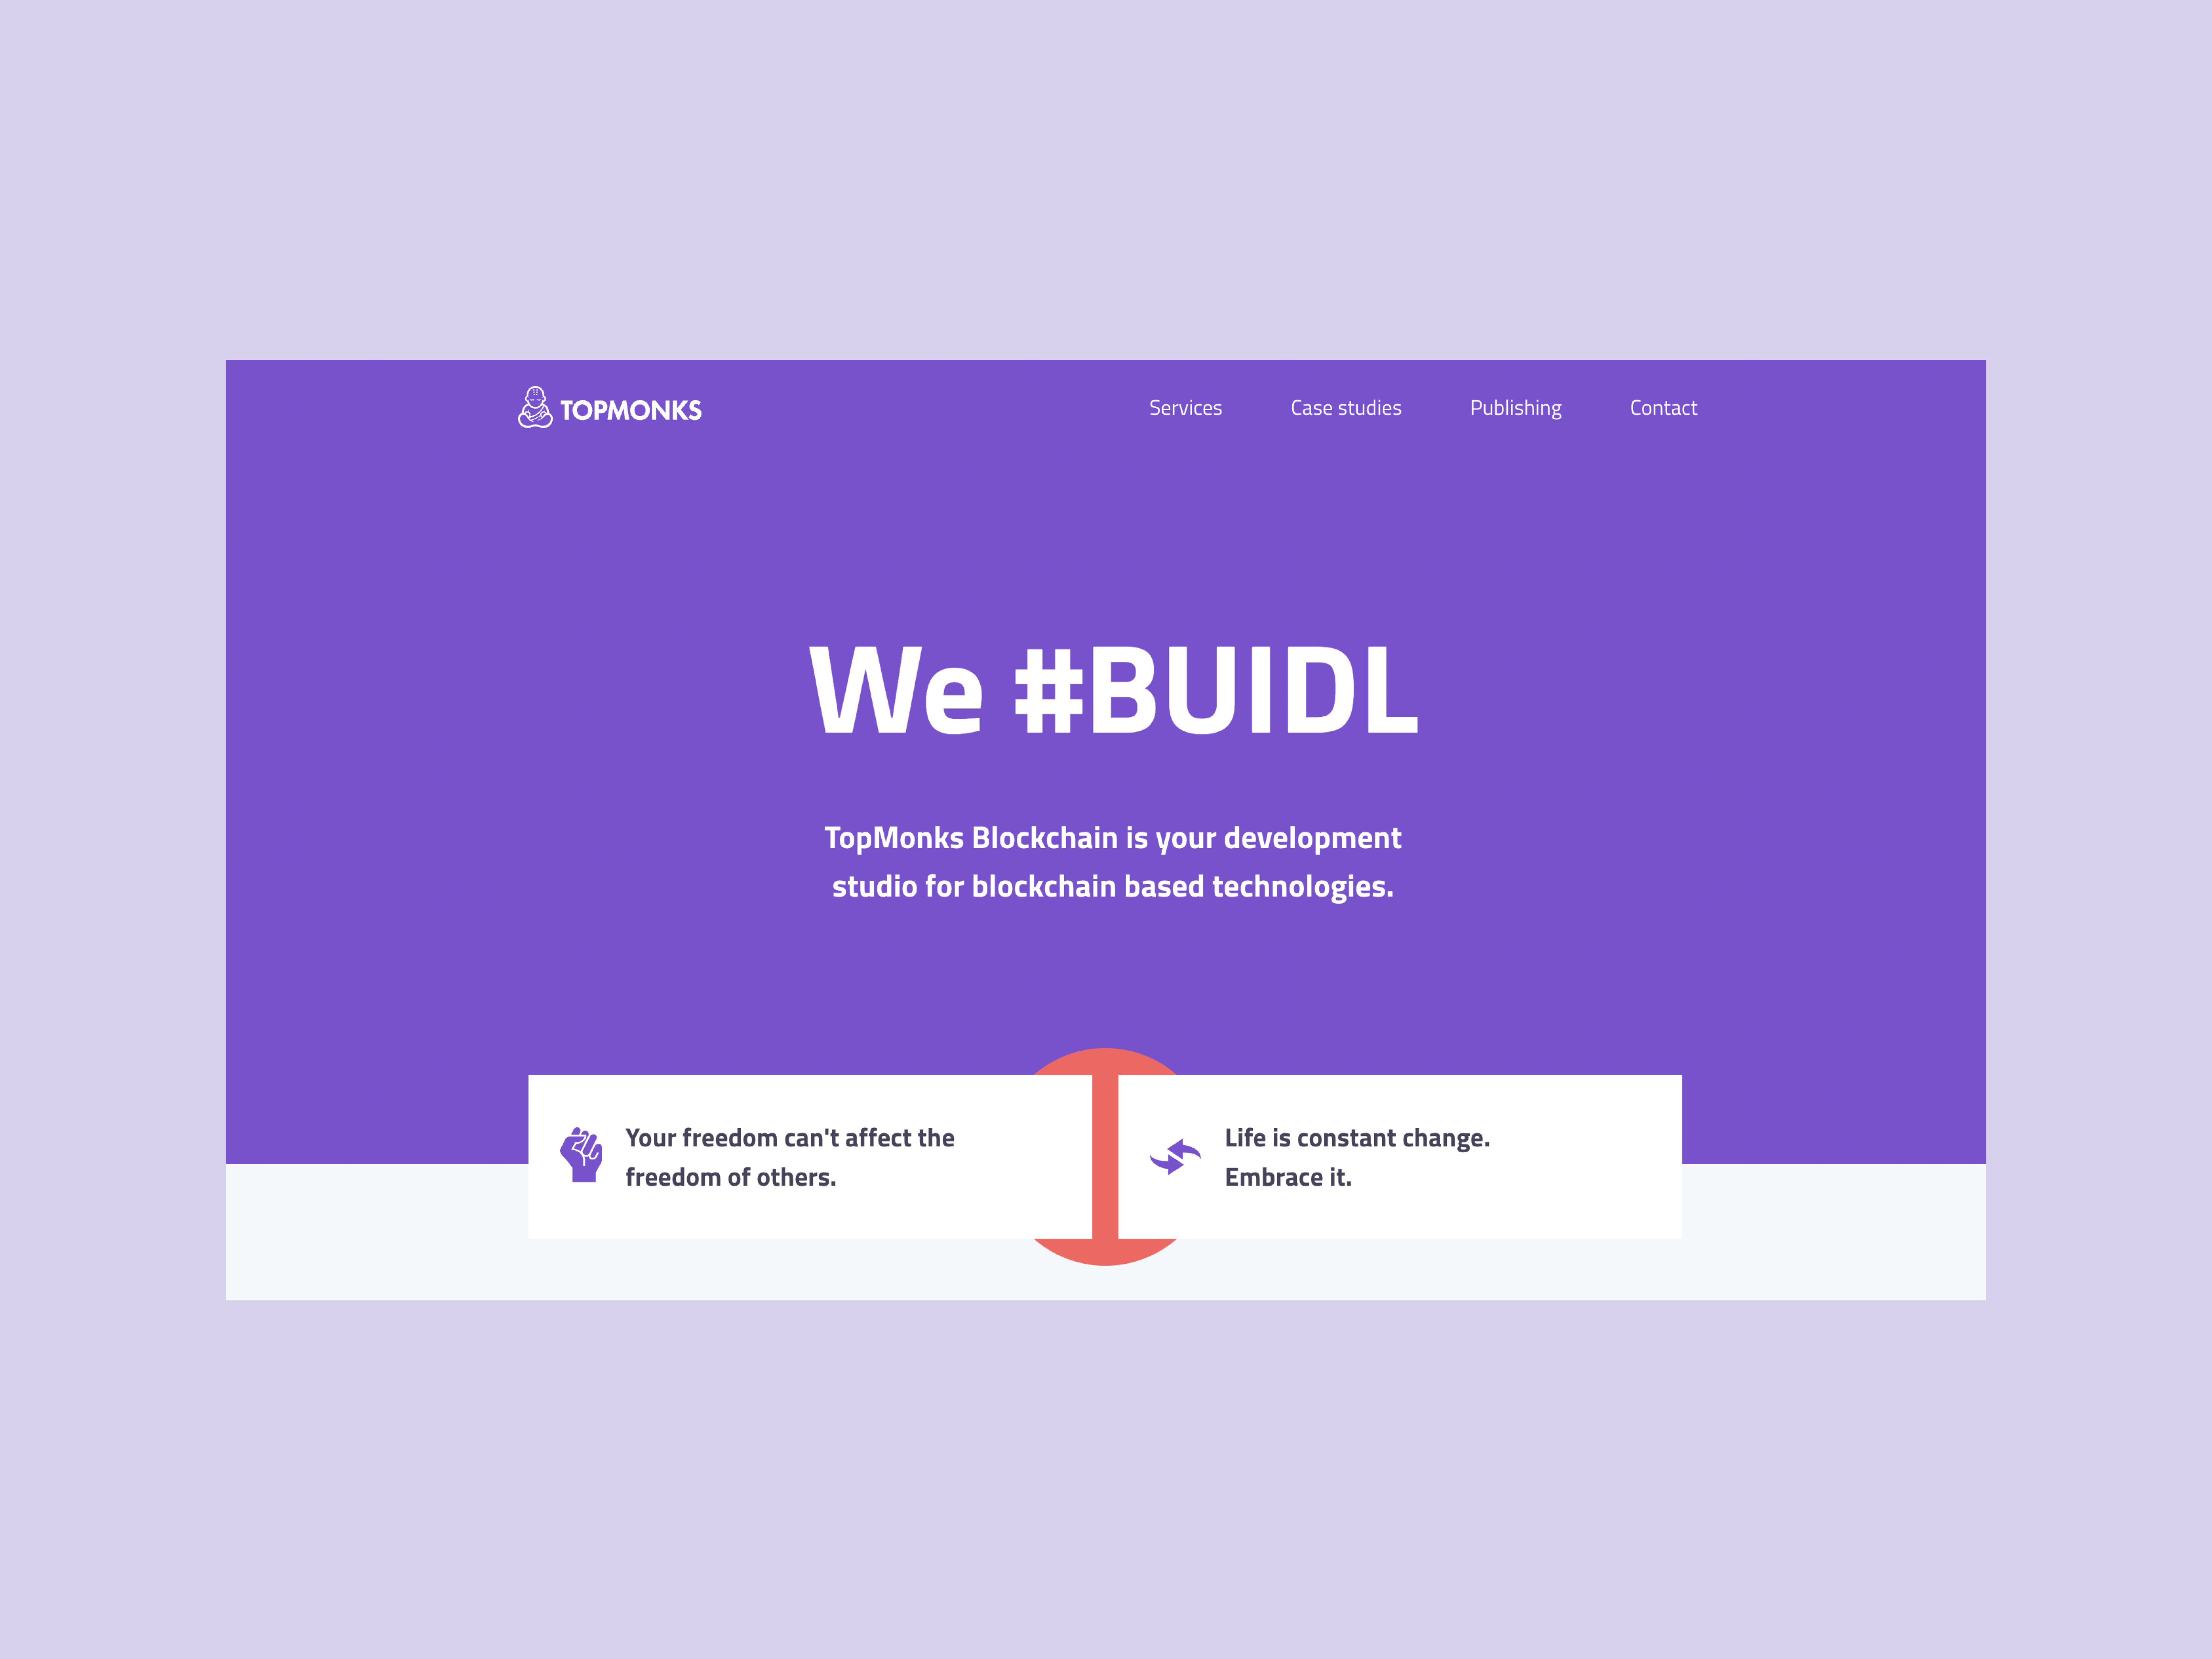 TOPMONKS
Services
Case studies
Publishing
Contact
We #BUIDL
TopMonks Blockchain is your development
studio for blockchain based technologies.
Your freedom can't affect the
freedom of others.
Life is constant change.
Embrace it.